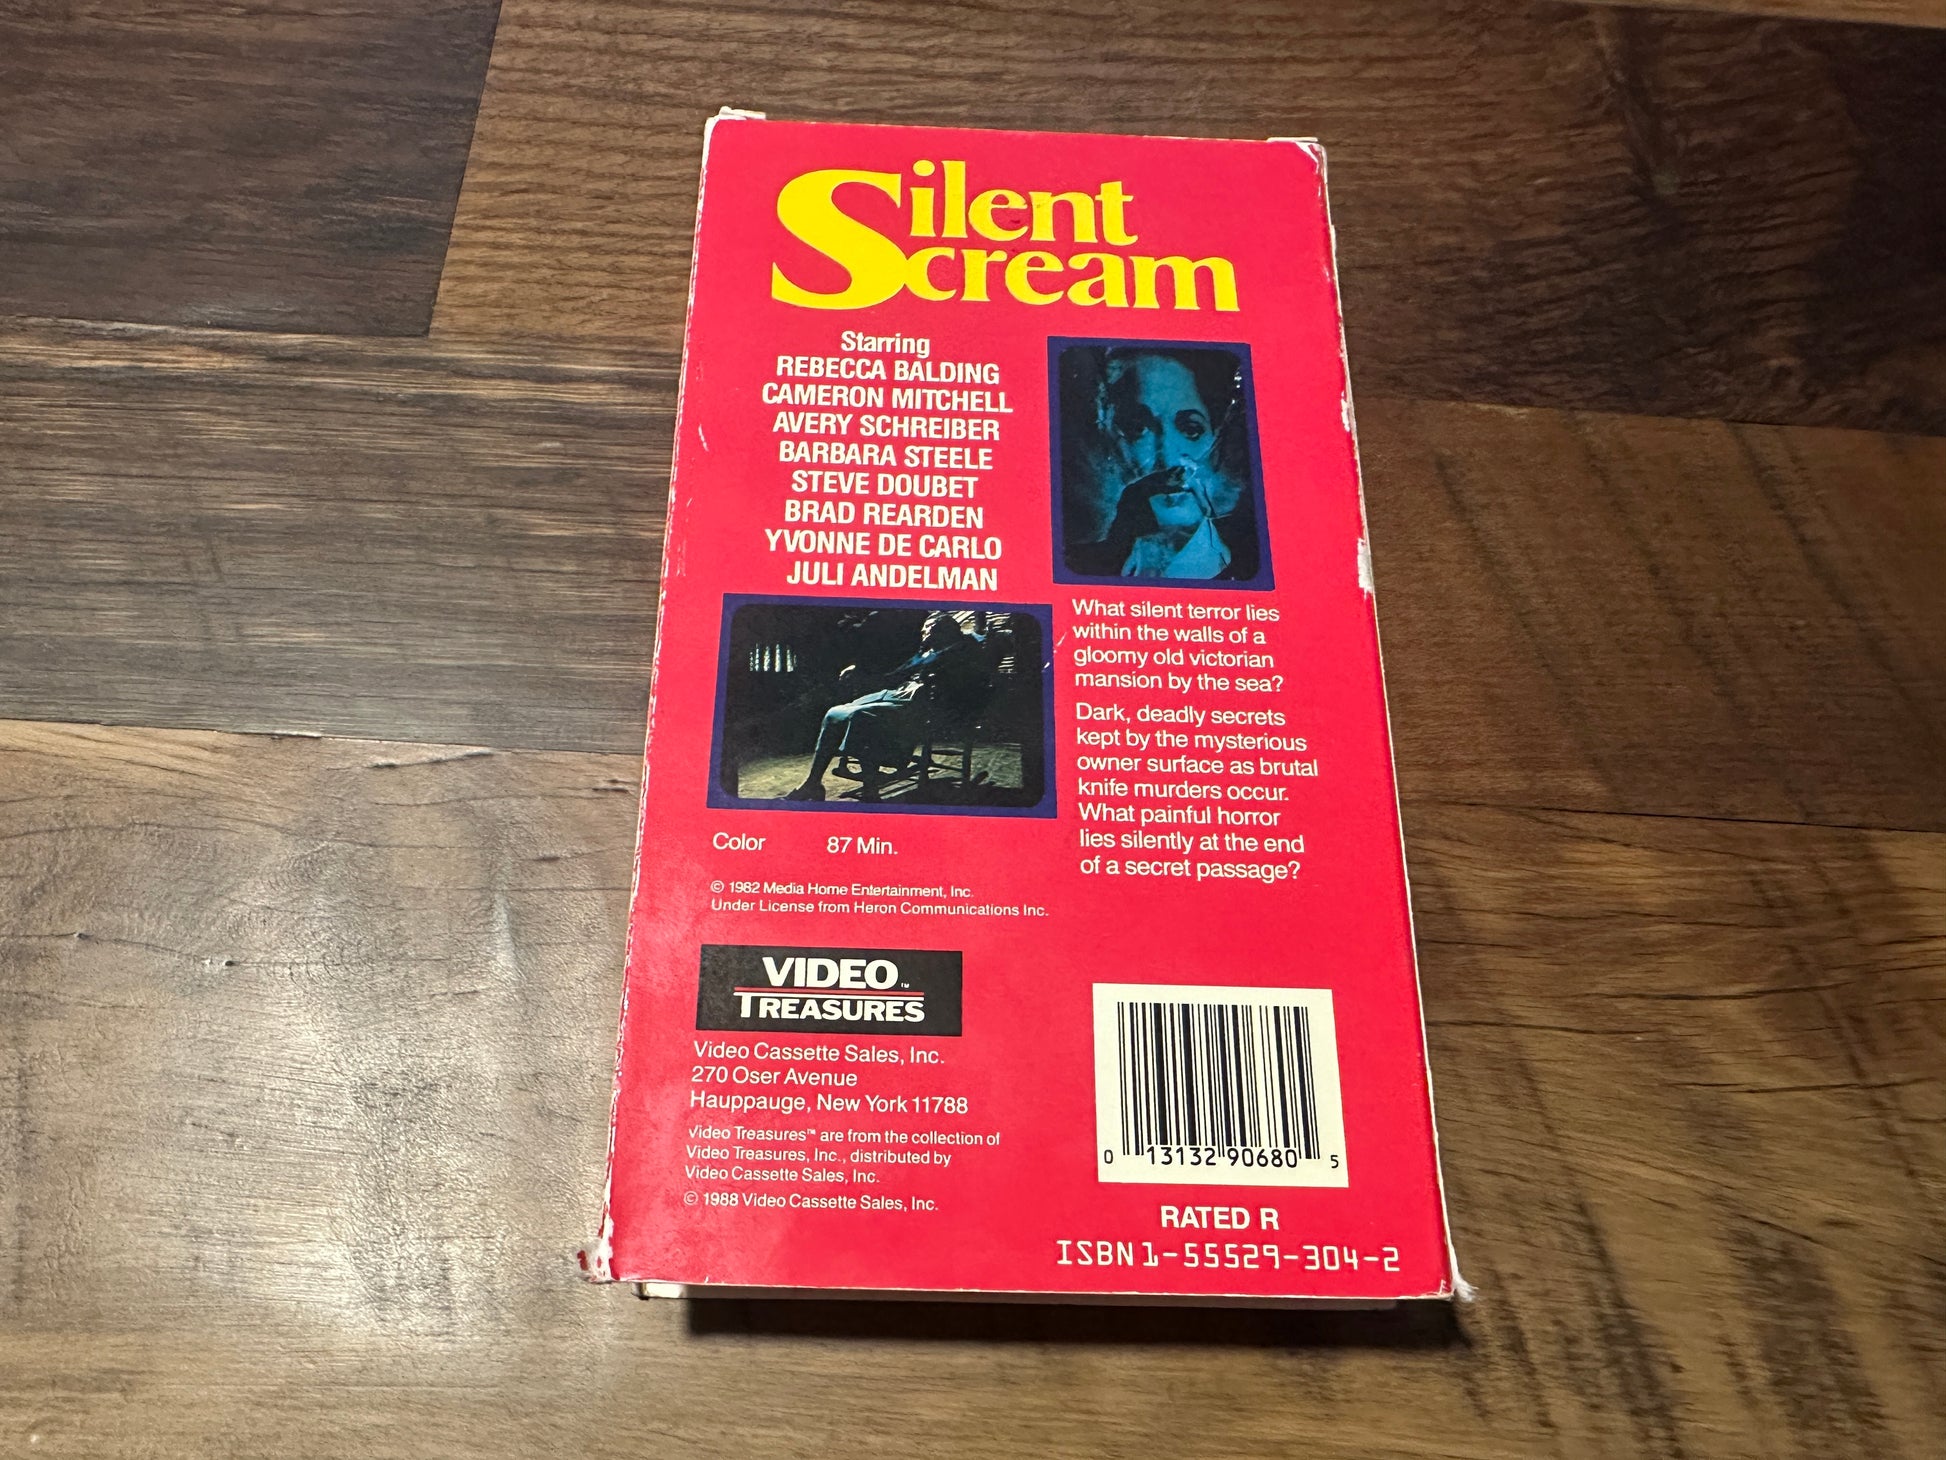 Silent
Scream
Starring
REBECCA BALDING
CAMERON MITCHELL
AVERY SCHREIBER
BARBARA STEELE
STEVE DOUBET
BRAD REARDEN
YVONNE DE CARLO
JULI ANDELMAN
What silent terror lies
within the walls of a
gloomy old victorian
mansion by the sea?
Dark, deadly secrets
kept by the mysterious
owner surface as brutal
knife murders occur.
What painful horror
lies silently at the end
of a secret passage?
Color 87 Min.
© 1982 Media Home Entertainment, Inc.
Under License from Heron Communications Inc.
VIDEO™
TREASURES
Video Cassette Sales, Inc.
270 Oser Avenue
Hauppauge, New York 11788
Video Treasures™ are from the collection of
Video Treasures, Inc., distributed by
Video Cassette Sales, Inc.
© 1988 Video Cassette Sales, Inc.
0 13132 90680 5
RATED R
ISBN 1-55529-304-2